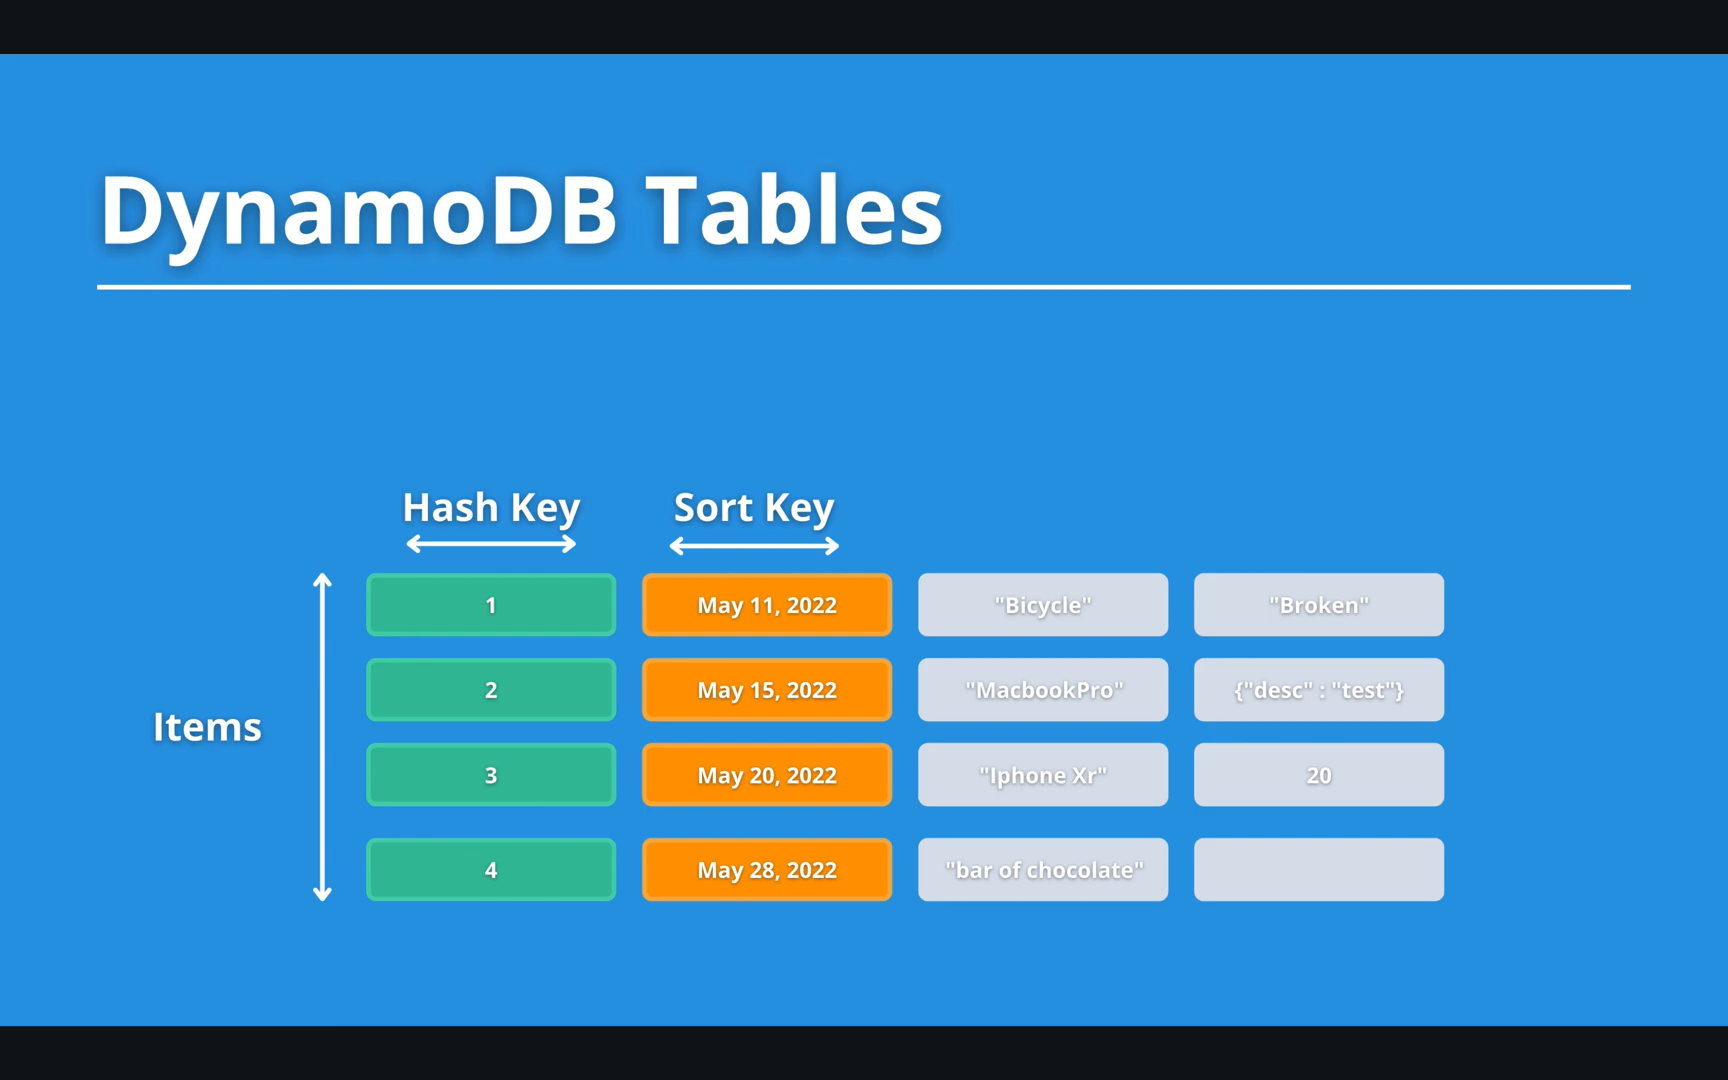 DynamoDB Tables
Hash Key Sort Key
1 May 11, 2022 "Bicycle" "Broken"
2 May 15, 2022 "MacbookPro" {"desc" : "test"}
Items
3 May 20, 2022 "Iphone Xr" 20
4 May 28, 2022 "bar of chocolate"